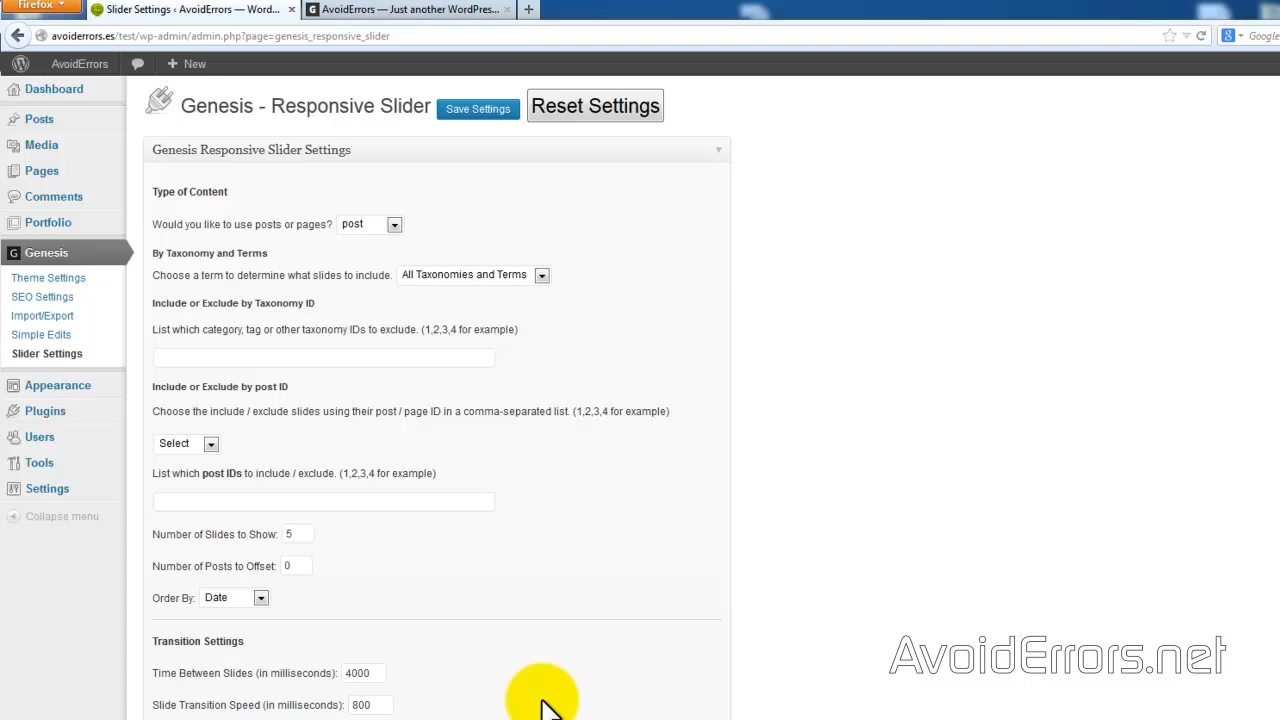 Firefox
Slider Settings ‹ AvoidErrors — Word...
AvoidErrors — Just another WordPres...
avoiderrors.es/test/wp-admin/admin.php?page=genesis_responsive_slider
Google
AvoidErrors
New
Dashboard
Posts
Media
Pages
Comments
Portfolio
Genesis
Theme Settings
SEO Settings
Import/Export
Simple Edits
Slider Settings
Appearance
Plugins
Users
Tools
Settings
Collapse menu
Genesis - Responsive Slider Save Settings Reset Settings
Genesis Responsive Slider Settings
Type of Content
Would you like to use posts or pages? post
By Taxonomy and Terms
Choose a term to determine what slides to include. All Taxonomies and Terms
Include or Exclude by Taxonomy ID
List which category, tag or other taxonomy IDs to exclude. (1,2,3,4 for example)
Include or Exclude by post ID
Choose the include / exclude slides using their post / page ID in a comma-separated list. (1,2,3,4 for example)
Select
List which post IDs to include / exclude. (1,2,3,4 for example)
Number of Slides to Show: 5
Number of Posts to Offset: 0
Order By: Date
Transition Settings
Time Between Slides (in milliseconds): 4000
Slide Transition Speed (in milliseconds): 800
AvoidErrors.net